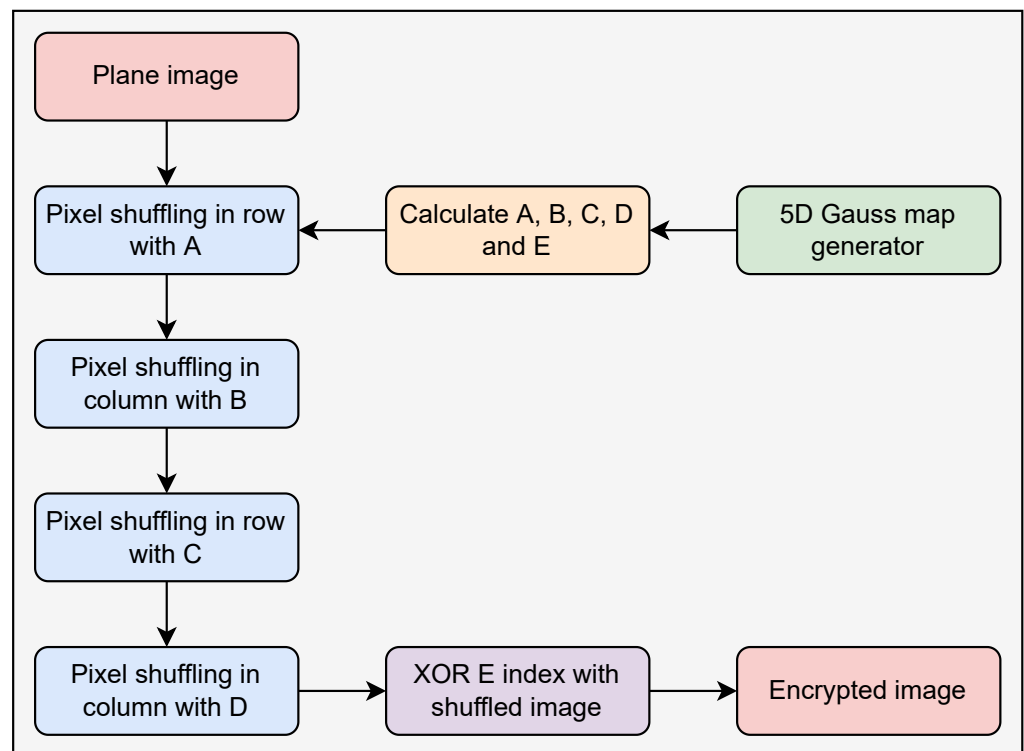 Plane image
Pixel shuffling in row
with A
Calculate A, B, C, D
and E
5D Gauss map
generator
Pixel shuffling in
column with B
Pixel shuffling in row
with C
Pixel shuffling in
column with D
XOR E index with
shuffled image
Encrypted image